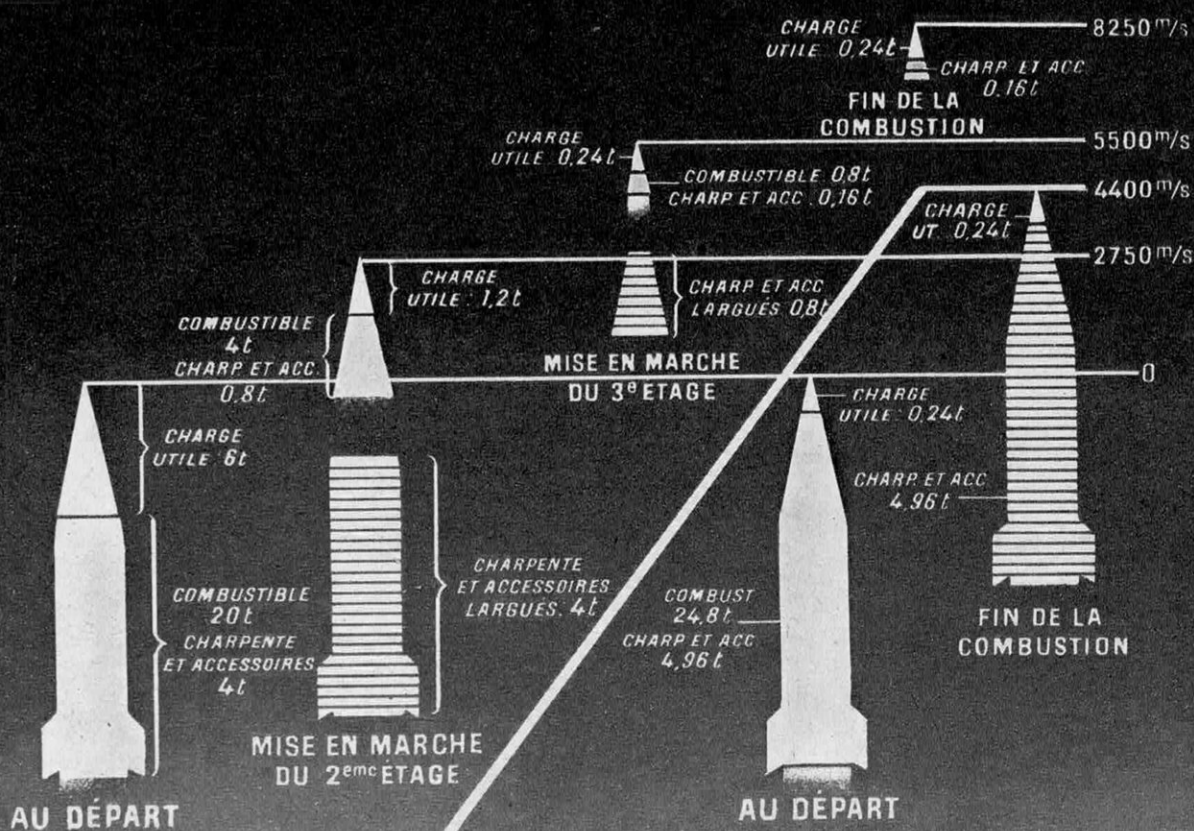 CHARGE
UTILE : 0,24t
8250 m/s
CHARP ET ACC
0,16t
FIN DE LA
COMBUSTION
CHARGE
UTILE : 0,24t
5500 m/s
COMBUSTIBLE 0,8t
CHARP ET ACC. 0,16t
4400 m/s
CHARGE
UT. 0,24t
2750 m/s
CHARGE
UTILE : 1,2t
CHARP ET ACC
LARGUÉS 0,8t
COMBUSTIBLE
4t
CHARP ET ACC.
0,8t
MISE EN MARCHE
DU 3e ETAGE
0
CHARGE
UTILE : 6t
CHARGE
UTILE : 0,24t
CHARP. ET ACC
4,96t
COMBUSTIBLE
20t
CHARPENTE
ET ACCESSOIRES
4t
CHARPENTE
ET ACCESSOIRES
LARGUÉS. 4t
COMBUST
24,8t
CHARP ET ACC
4,96t
FIN DE LA
COMBUSTION
MISE EN MARCHE
DU 2eme ÉTAGE
AU DÉPART
AU DÉPART